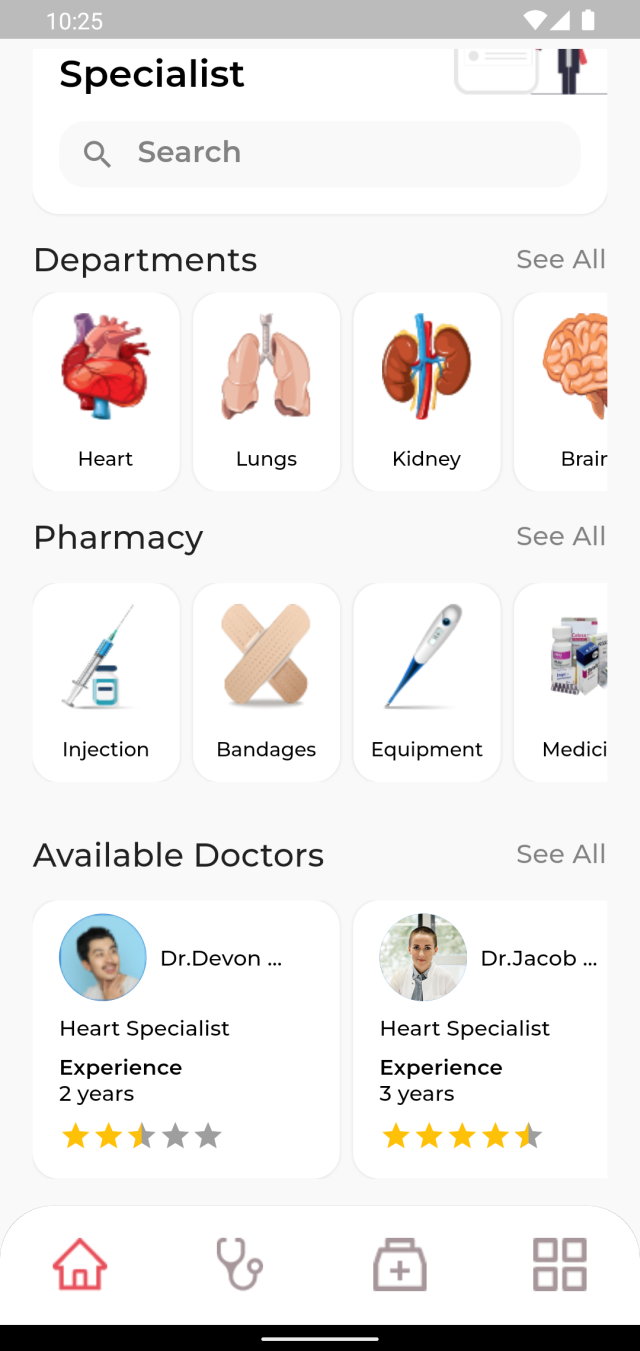 10:25
Specialist
Search
Departments See All
Heart Lungs Kidney Brain
Pharmacy See All
Injection Bandages Equipment Medici
Available Doctors See All
Dr.Devon ... Dr.Jacob ...
Heart Specialist Heart Specialist
Experience Experience
2 years 3 years